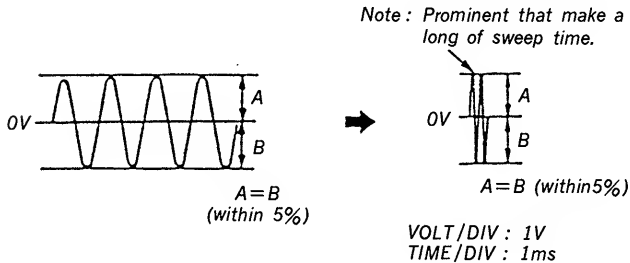 Note : Prominent that make a
long of sweep time.
0V
A
B
A=B
(within 5%)
0V
A
B
A=B (within5%)
VOLT/DIV : 1V
TIME/DIV : 1ms